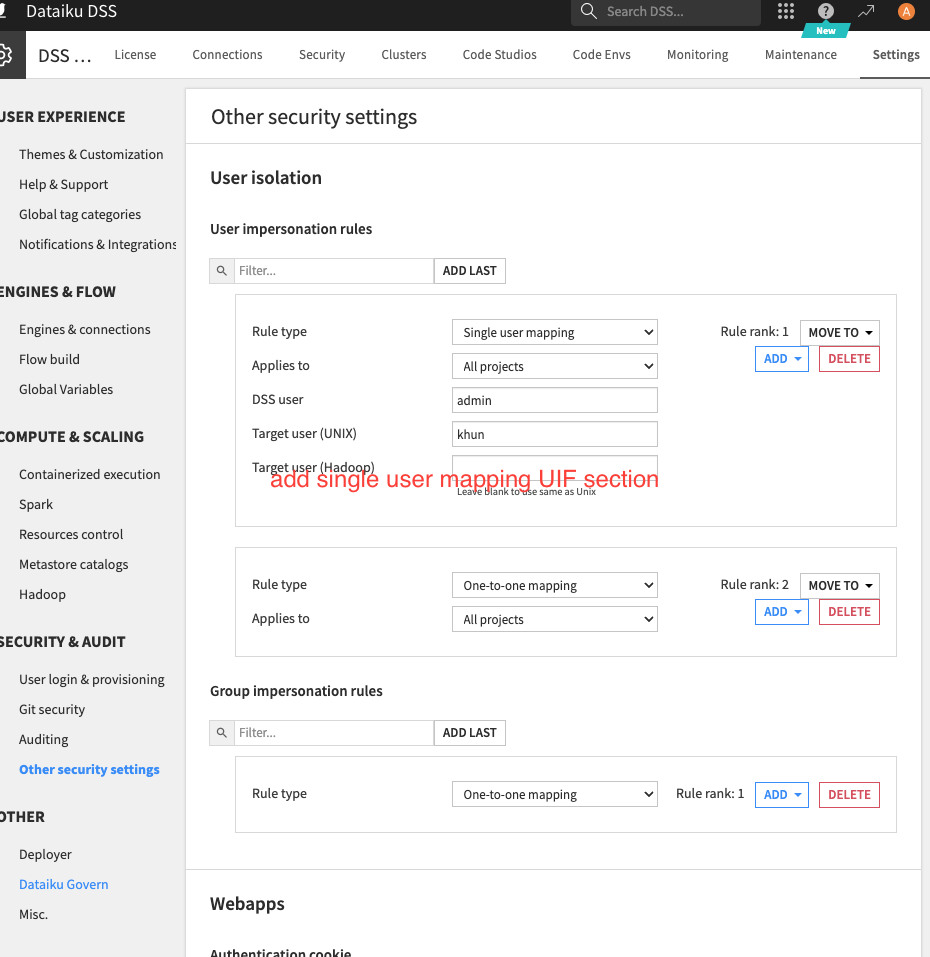 Dataiku DSS
Search DSS...
?
A
New
DSS ...
License
Connections
Security
Clusters
Code Studios
Code Envs
Monitoring
Maintenance
Settings
USER EXPERIENCE
Themes & Customization
Help & Support
Global tag categories
Notifications & Integrations
ENGINES & FLOW
Engines & connections
Flow build
Global Variables
COMPUTE & SCALING
Containerized execution
Spark
Resources control
Metastore catalogs
Hadoop
SECURITY & AUDIT
User login & provisioning
Git security
Auditing
Other security settings
OTHER
Deployer
Dataiku Govern
Misc.
Other security settings
User isolation
User impersonation rules
Filter...
ADD LAST
Rule type
Single user mapping
Rule rank: 1
MOVE TO
Applies to
All projects
ADD
DELETE
DSS user
admin
Target user (UNIX)
khun
Target user (Hadoop)
add single user mapping UIF section
Leave blank to use same as Unix
Rule type
One-to-one mapping
Rule rank: 2
MOVE TO
Applies to
All projects
ADD
DELETE
Group impersonation rules
Filter...
ADD LAST
Rule type
One-to-one mapping
Rule rank: 1
ADD
DELETE
Webapps
Authentication cookie